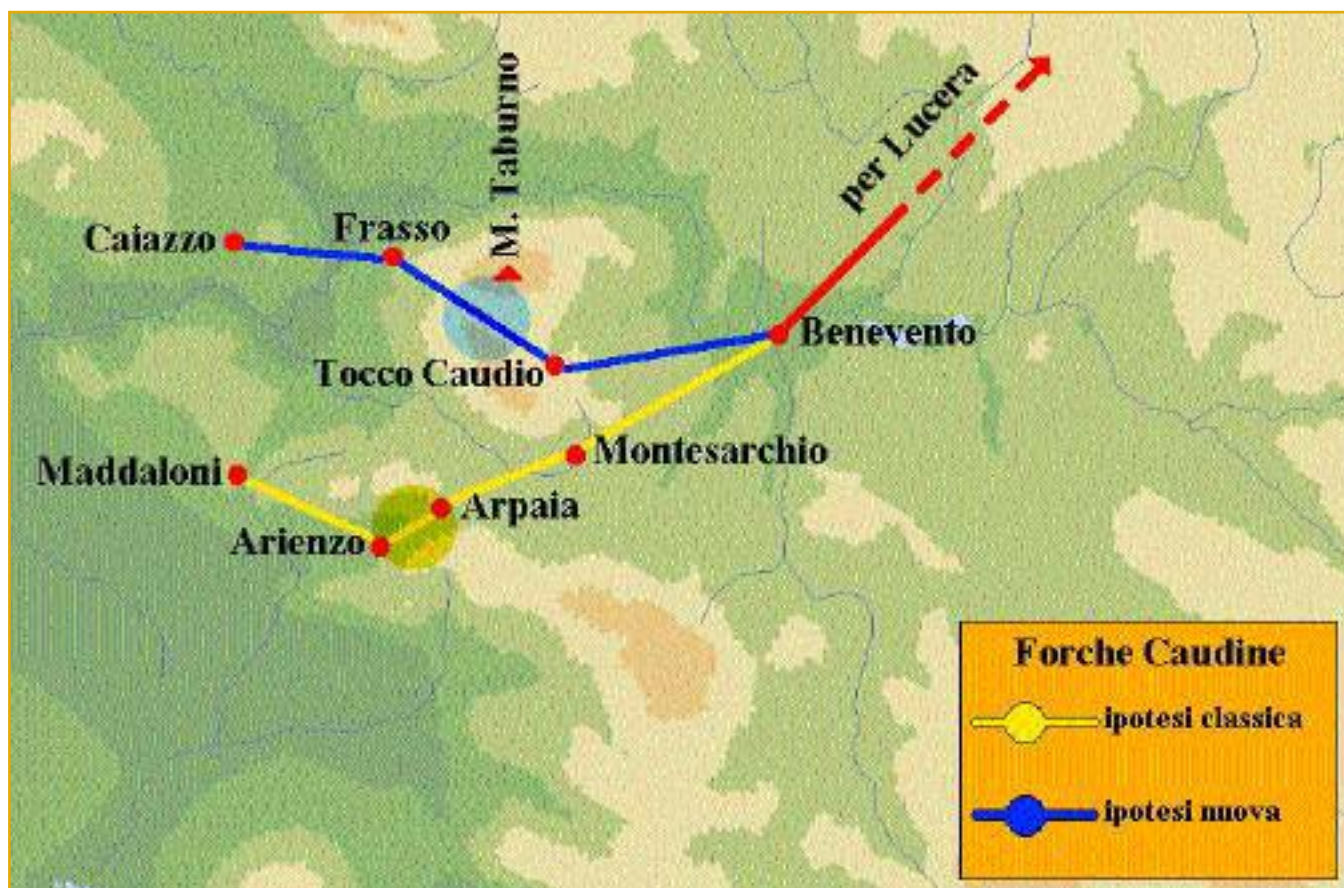 M. Taburno
per Lucera
Caiazzo
Frasso
Benevento
Tocco Caudio
Montesarchio
Maddaloni
Arpaia
Arienzo
Forche Caudine
ipotesi classica
ipotesi nuova